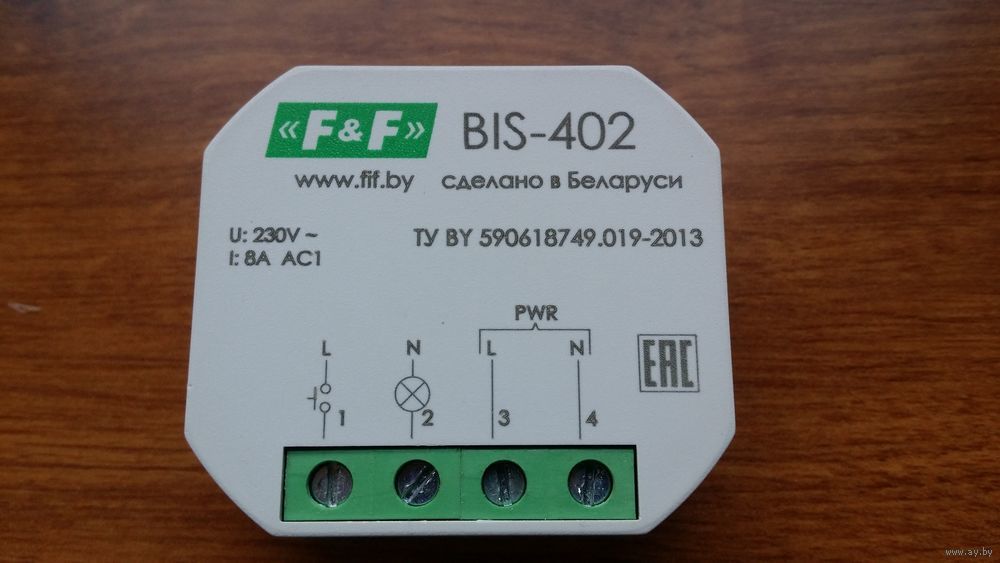 «F&F» BIS-402
www.fif.by сделано в Беларуси
U: 230V ~ ТУ BY 590618749.019-2013
I: 8A AC1
PWR
L N L N
EAC
1 2 3 4
www.ay.by